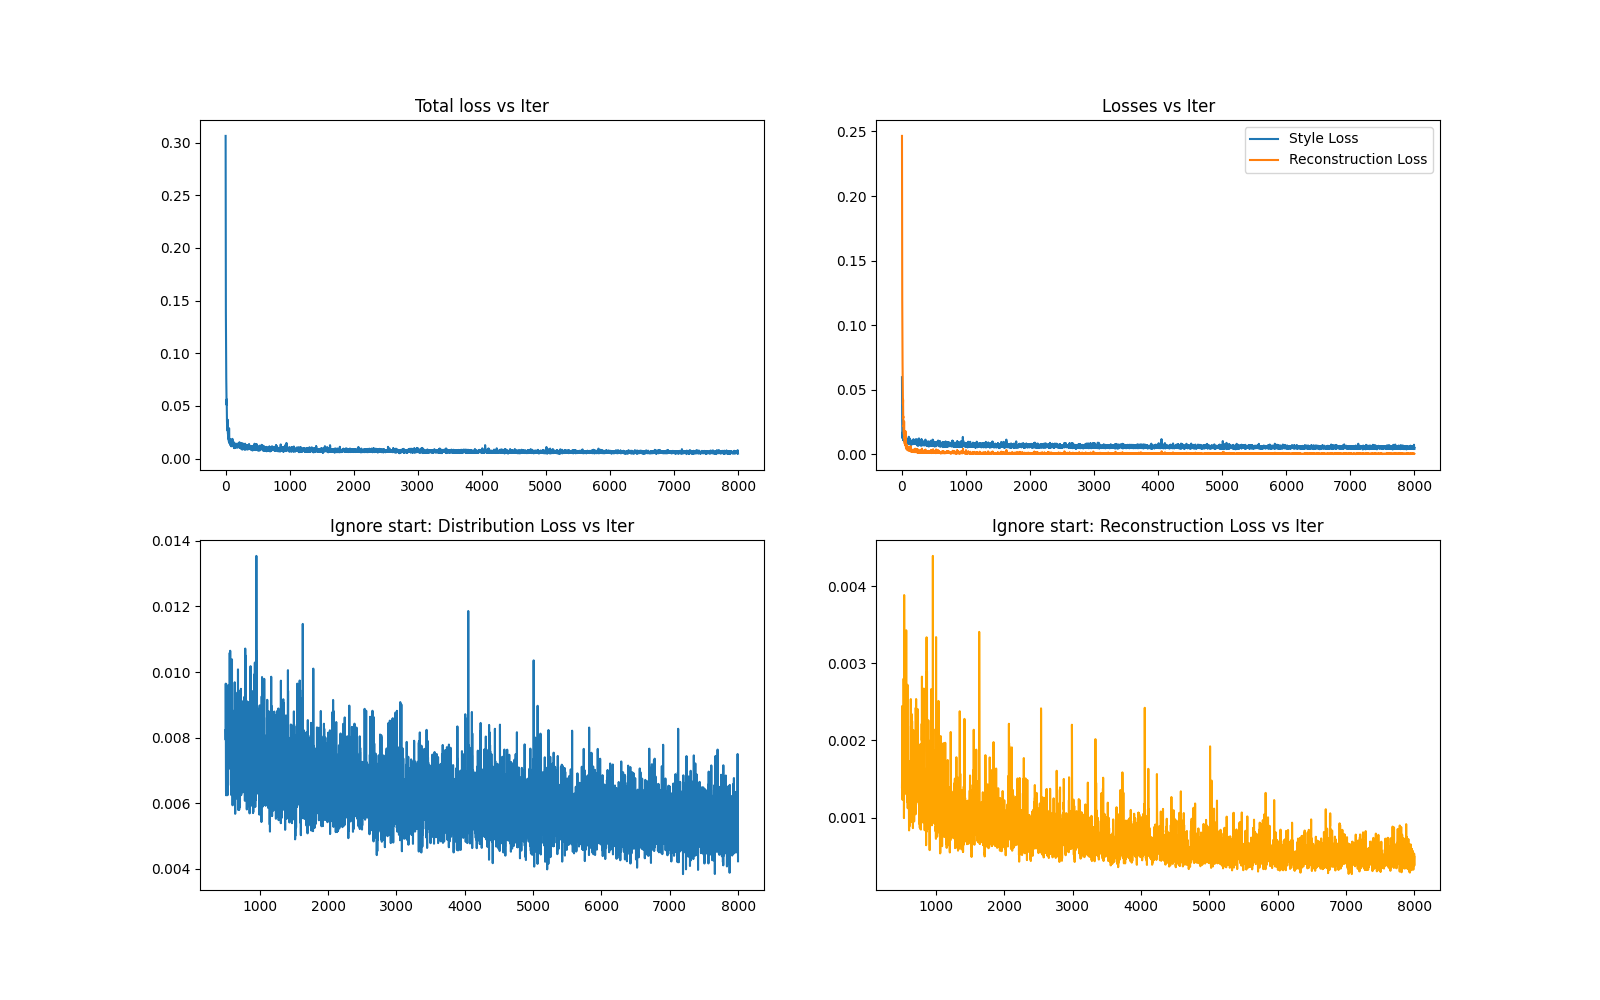 Total loss vs Iter
0.30
0.25
0.20
0.15
0.10
0.05
0.00
0 1000 2000 3000 4000 5000 6000 7000 8000
Losses vs Iter
Style Loss
Reconstruction Loss
0.25
0.20
0.15
0.10
0.05
0.00
0 1000 2000 3000 4000 5000 6000 7000 8000
Ignore start: Distribution Loss vs Iter
0.014
0.012
0.010
0.008
0.006
0.004
1000 2000 3000 4000 5000 6000 7000 8000
Ignore start: Reconstruction Loss vs Iter
0.004
0.003
0.002
0.001
1000 2000 3000 4000 5000 6000 7000 8000